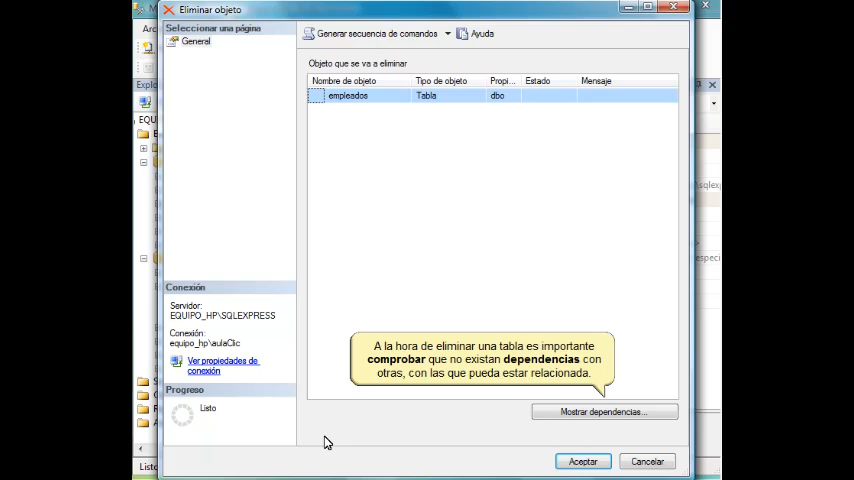 Eliminar objeto
Seleccionar una página
General
Generar secuencia de comandos
Ayuda
Objeto que se va a eliminar
Nombre de objeto Tipo de objeto Propi... Estado Mensaje
empleados Tabla dbo
A la hora de eliminar una tabla es importante
comprobar que no existan dependencias con
otras, con las que pueda estar relacionada.
Mostrar dependencias...
Conexión
Servidor:
EQUIPO_HP\SQLEXPRESS
Conexión:
equipo_hp\aulaClic
Ver propiedades de
conexión
Progreso
Listo
Aceptar
Cancelar
Listo